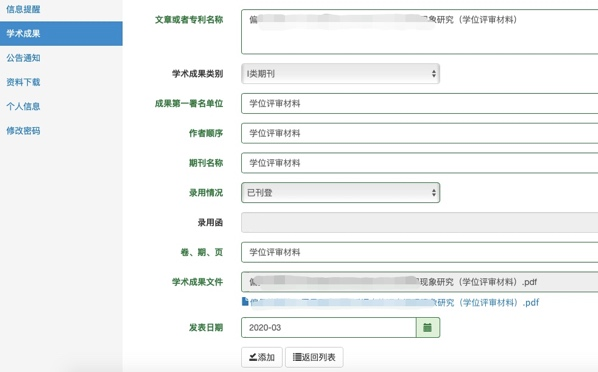 信息提醒
学术成果
公告通知
资料下载
个人信息
修改密码
文章或者专利名称 偏 现象研究（学位评审材料）
学术成果类别 I类期刊
成果第一署名单位 学位评审材料
作者顺序 学位评审材料
期刊名称 学位评审材料
录用情况 已刊登
录用函
卷、期、页 学位评审材料
学术成果文件 偏 现象研究（学位评审材料）.pdf
现象研究（学位评审材料）.pdf
发表日期 2020-03
添加 返回列表